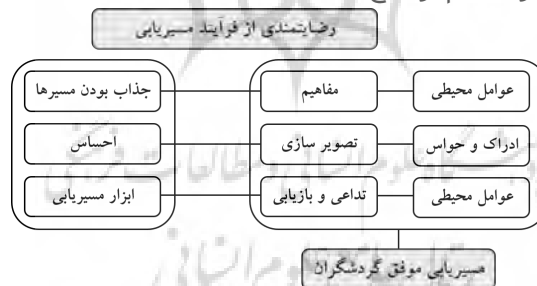 رضایتمندی از فرآیند مسیریابی
عوامل محیطی
مفاهیم
جذاب بودن مسیرها
ادراک و حواس
تصویر سازی
احساس
عوامل محیطی
تداعی و بازیابی
ابزار مسیریابی
مسیریابی موفق گردشگران